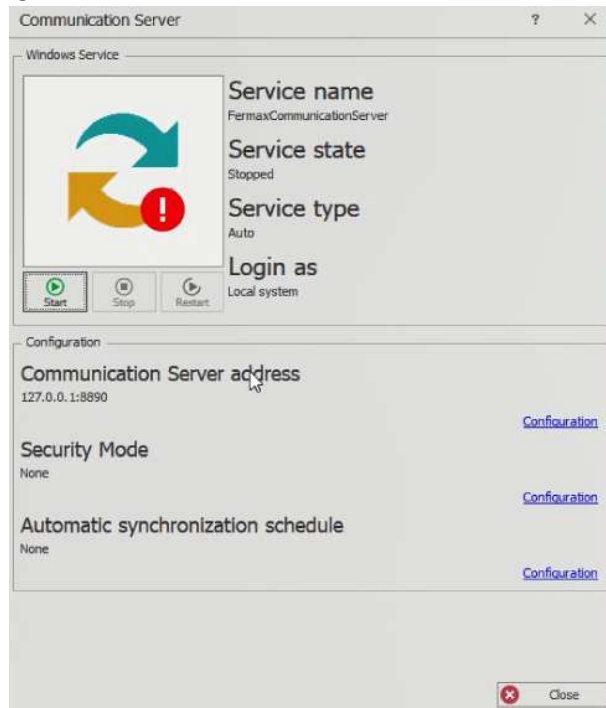 Communication Server
?
Windows Service
Service name
FermaxCommunicationServer
Service state
Stopped
Service type
Auto
Login as
Local system
Start
Stop
Restart
Configuration
Communication Server address
127.0.0.1:8890
Configuration
Security Mode
None
Configuration
Automatic synchronization schedule
None
Configuration
Close